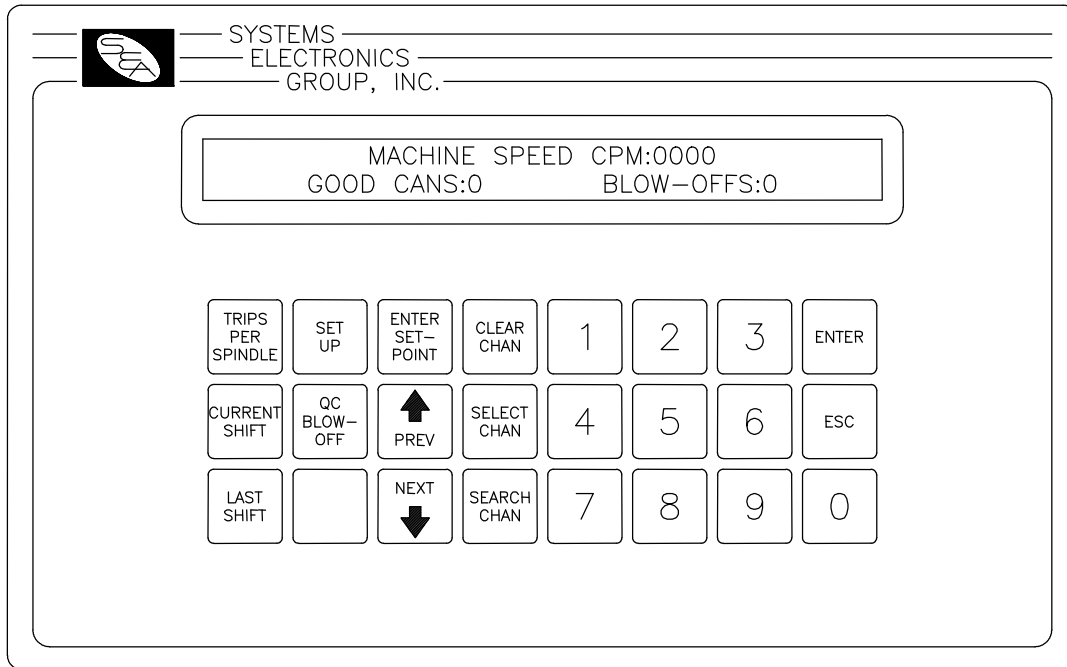 SYSTEMS
ELECTRONICS
GROUP, INC.
MACHINE SPEED CPM:0000
GOOD CANS:0 BLOW-OFFS:0
TRIPS
PER
SPINDLE
SET
UP
ENTER
SET-
POINT
CLEAR
CHAN
1
2
3
ENTER
CURRENT
SHIFT
QC
BLOW-
OFF
PREV
SELECT
CHAN
4
5
6
ESC
LAST
SHIFT
NEXT
SEARCH
CHAN
7
8
9
0